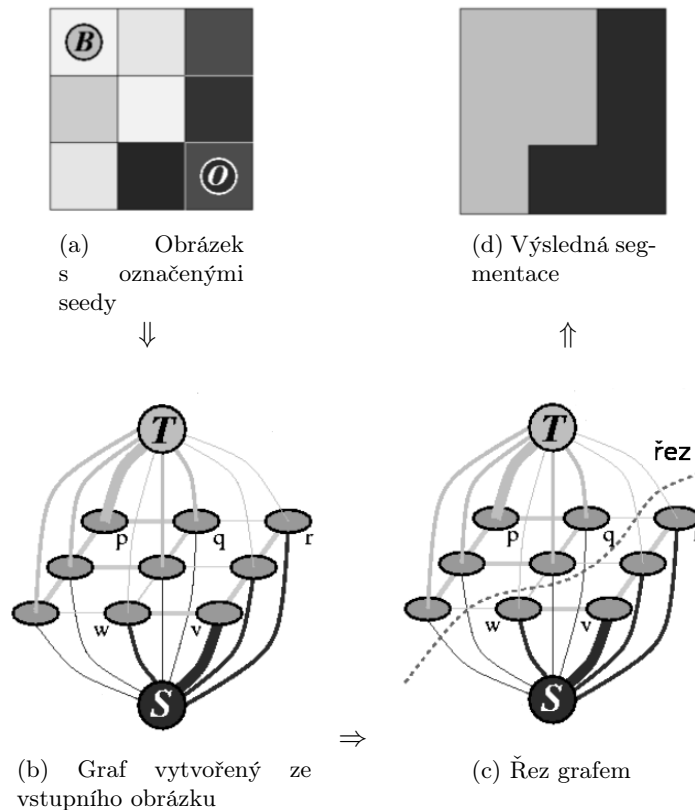 B
O
(a) Obrázek
s označenými
seedy
(d) Výsledná seg-
mentace
⇓
⇑
T
p
q
r
w
v
S
T
řez
p
q
w
v
S
⇒
(b) Graf vytvořený ze
vstupního obrázku
(c) Řez grafem